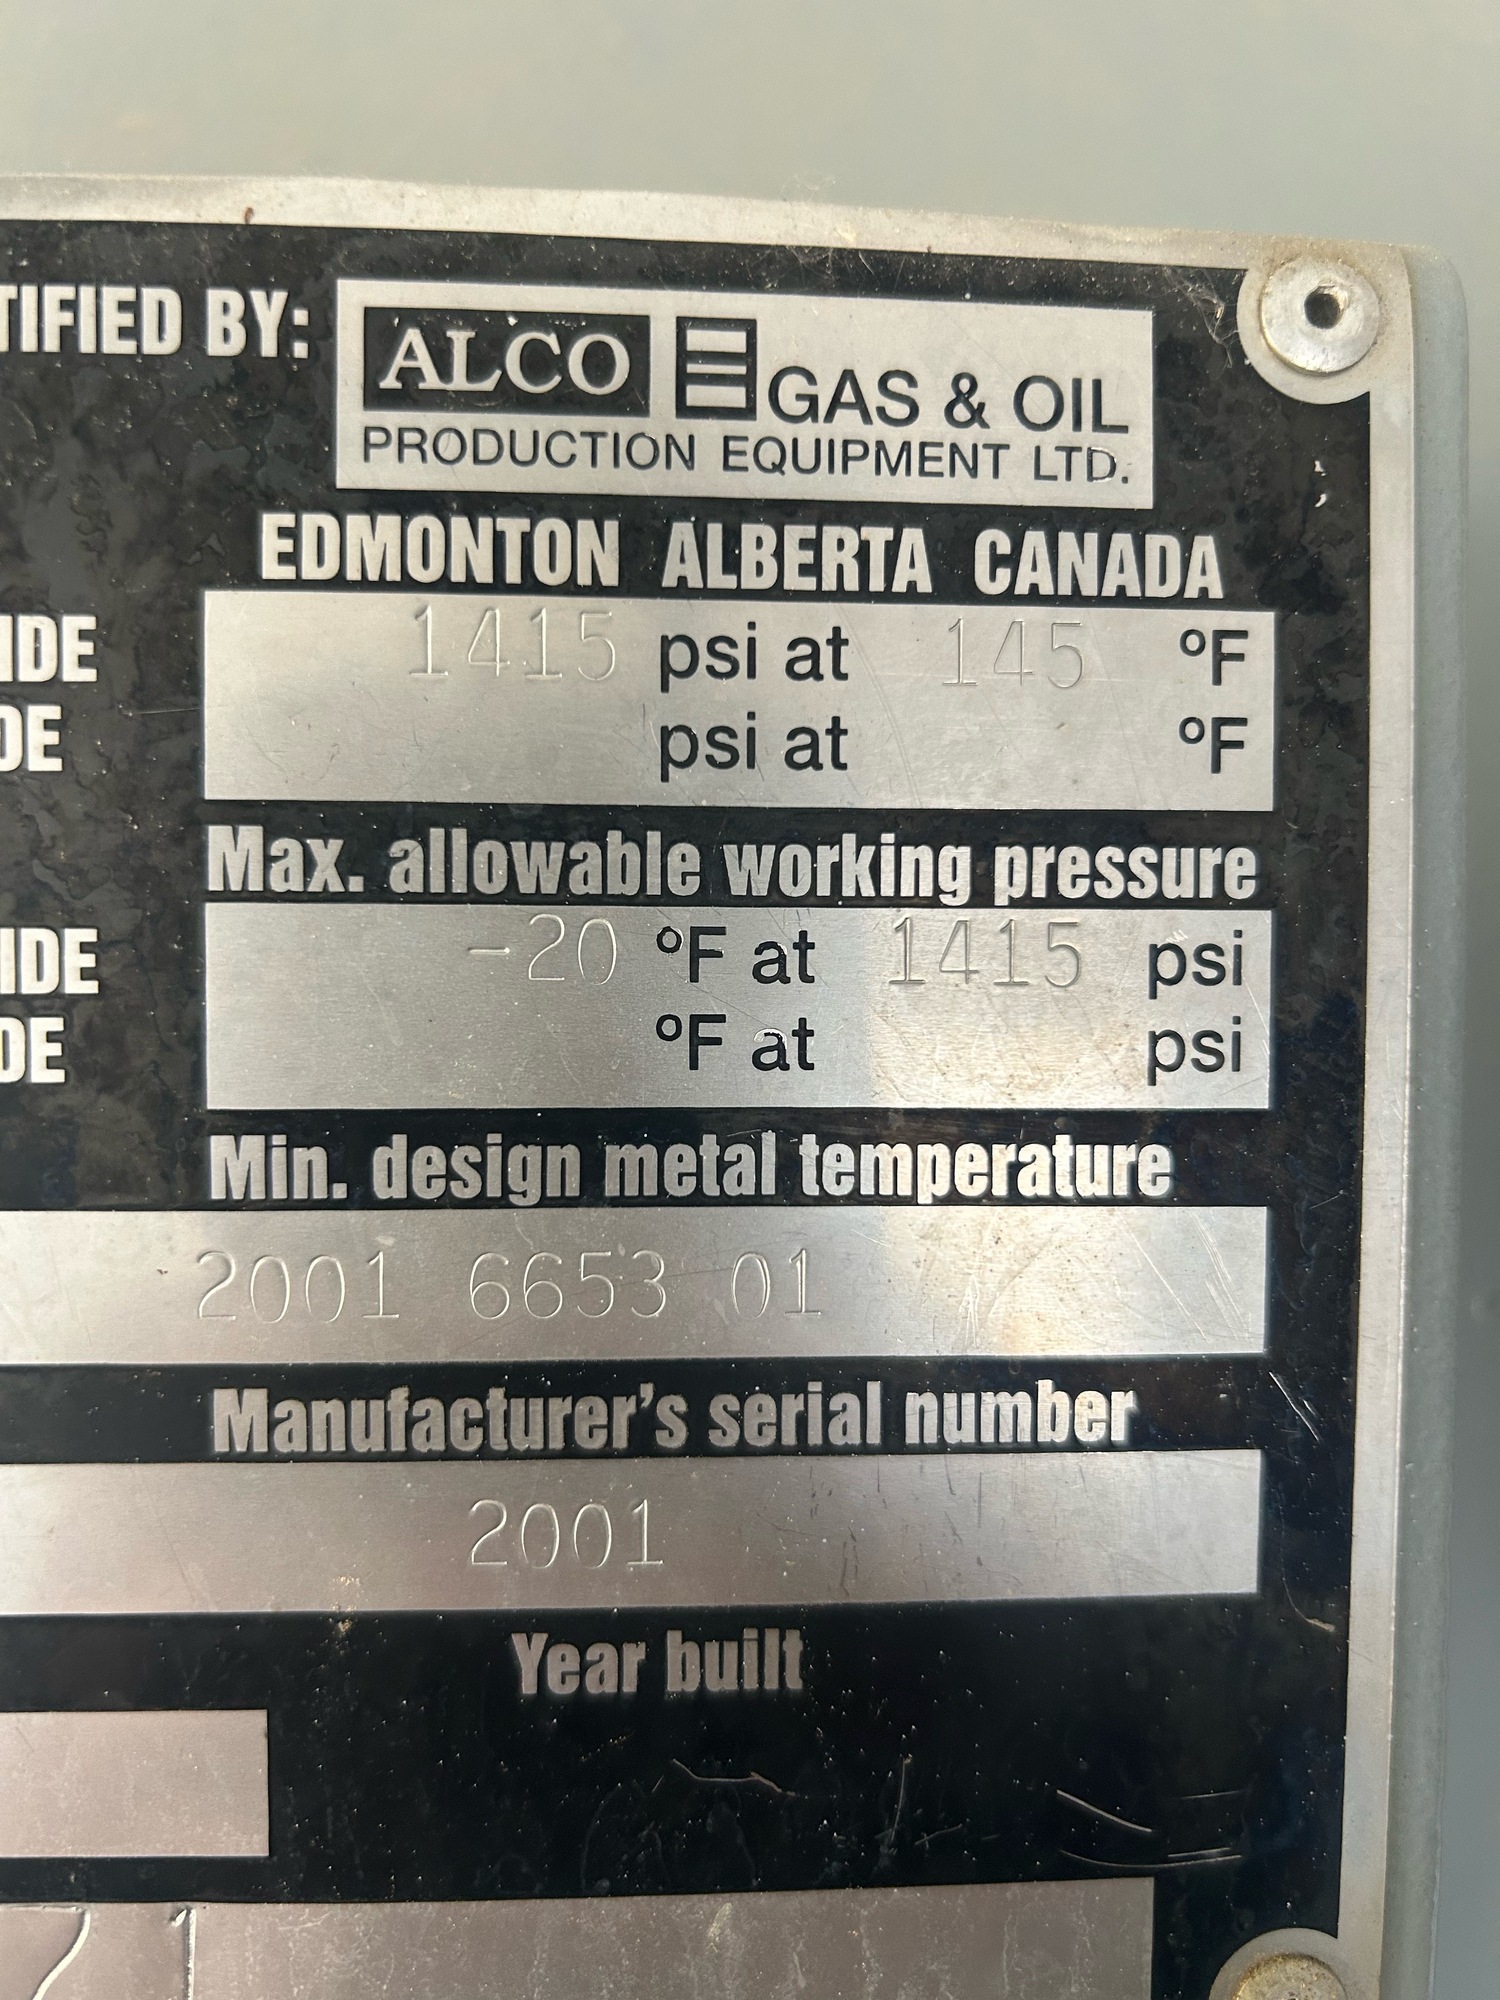 TIFIED BY:
ALCO GAS & OIL
PRODUCTION EQUIPMENT LTD.
EDMONTON ALBERTA CANADA
IDE 1415 psi at 145 °F
DE psi at °F
Max. allowable working pressure
IDE -20 °F at 1415 psi
DE °F at psi
Min. design metal temperature
2001 6653 01
Manufacturer's serial number
2001
Year built